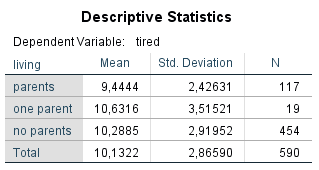 Descriptive Statistics
Dependent Variable: tired
living Mean Std. Deviation N
parents 9,4444 2,42631 117
one parent 10,6316 3,51521 19
no parents 10,2885 2,91952 454
Total 10,1322 2,86590 590